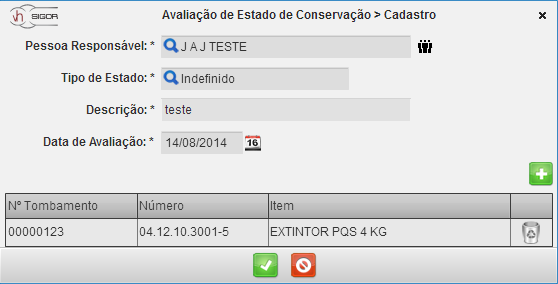 vh SIGOR
Avaliação de Estado de Conservação > Cadastro
Pessoa Responsável: * J A J TESTE
Tipo de Estado: * Indefinido
Descrição: * teste
Data de Avaliação: * 14/08/2014 16
Nº Tombamento Número Item
00000123 04.12.10.3001-5 EXTINTOR PQS 4 KG